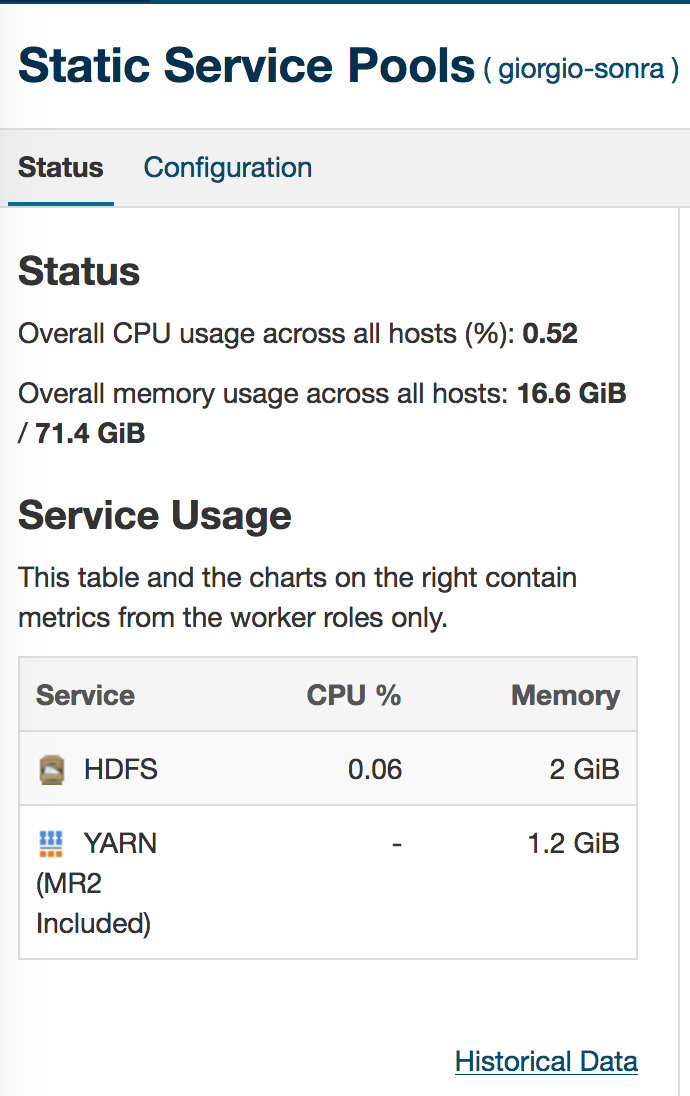 Static Service Pools ( giorgio-sonra )
Status Configuration
Status
Overall CPU usage across all hosts (%): 0.52
Overall memory usage across all hosts: 16.6 GiB
/ 71.4 GiB
Service Usage
This table and the charts on the right contain
metrics from the worker roles only.
Service CPU % Memory
HDFS 0.06 2 GiB
YARN - 1.2 GiB
(MR2
Included)
Historical Data